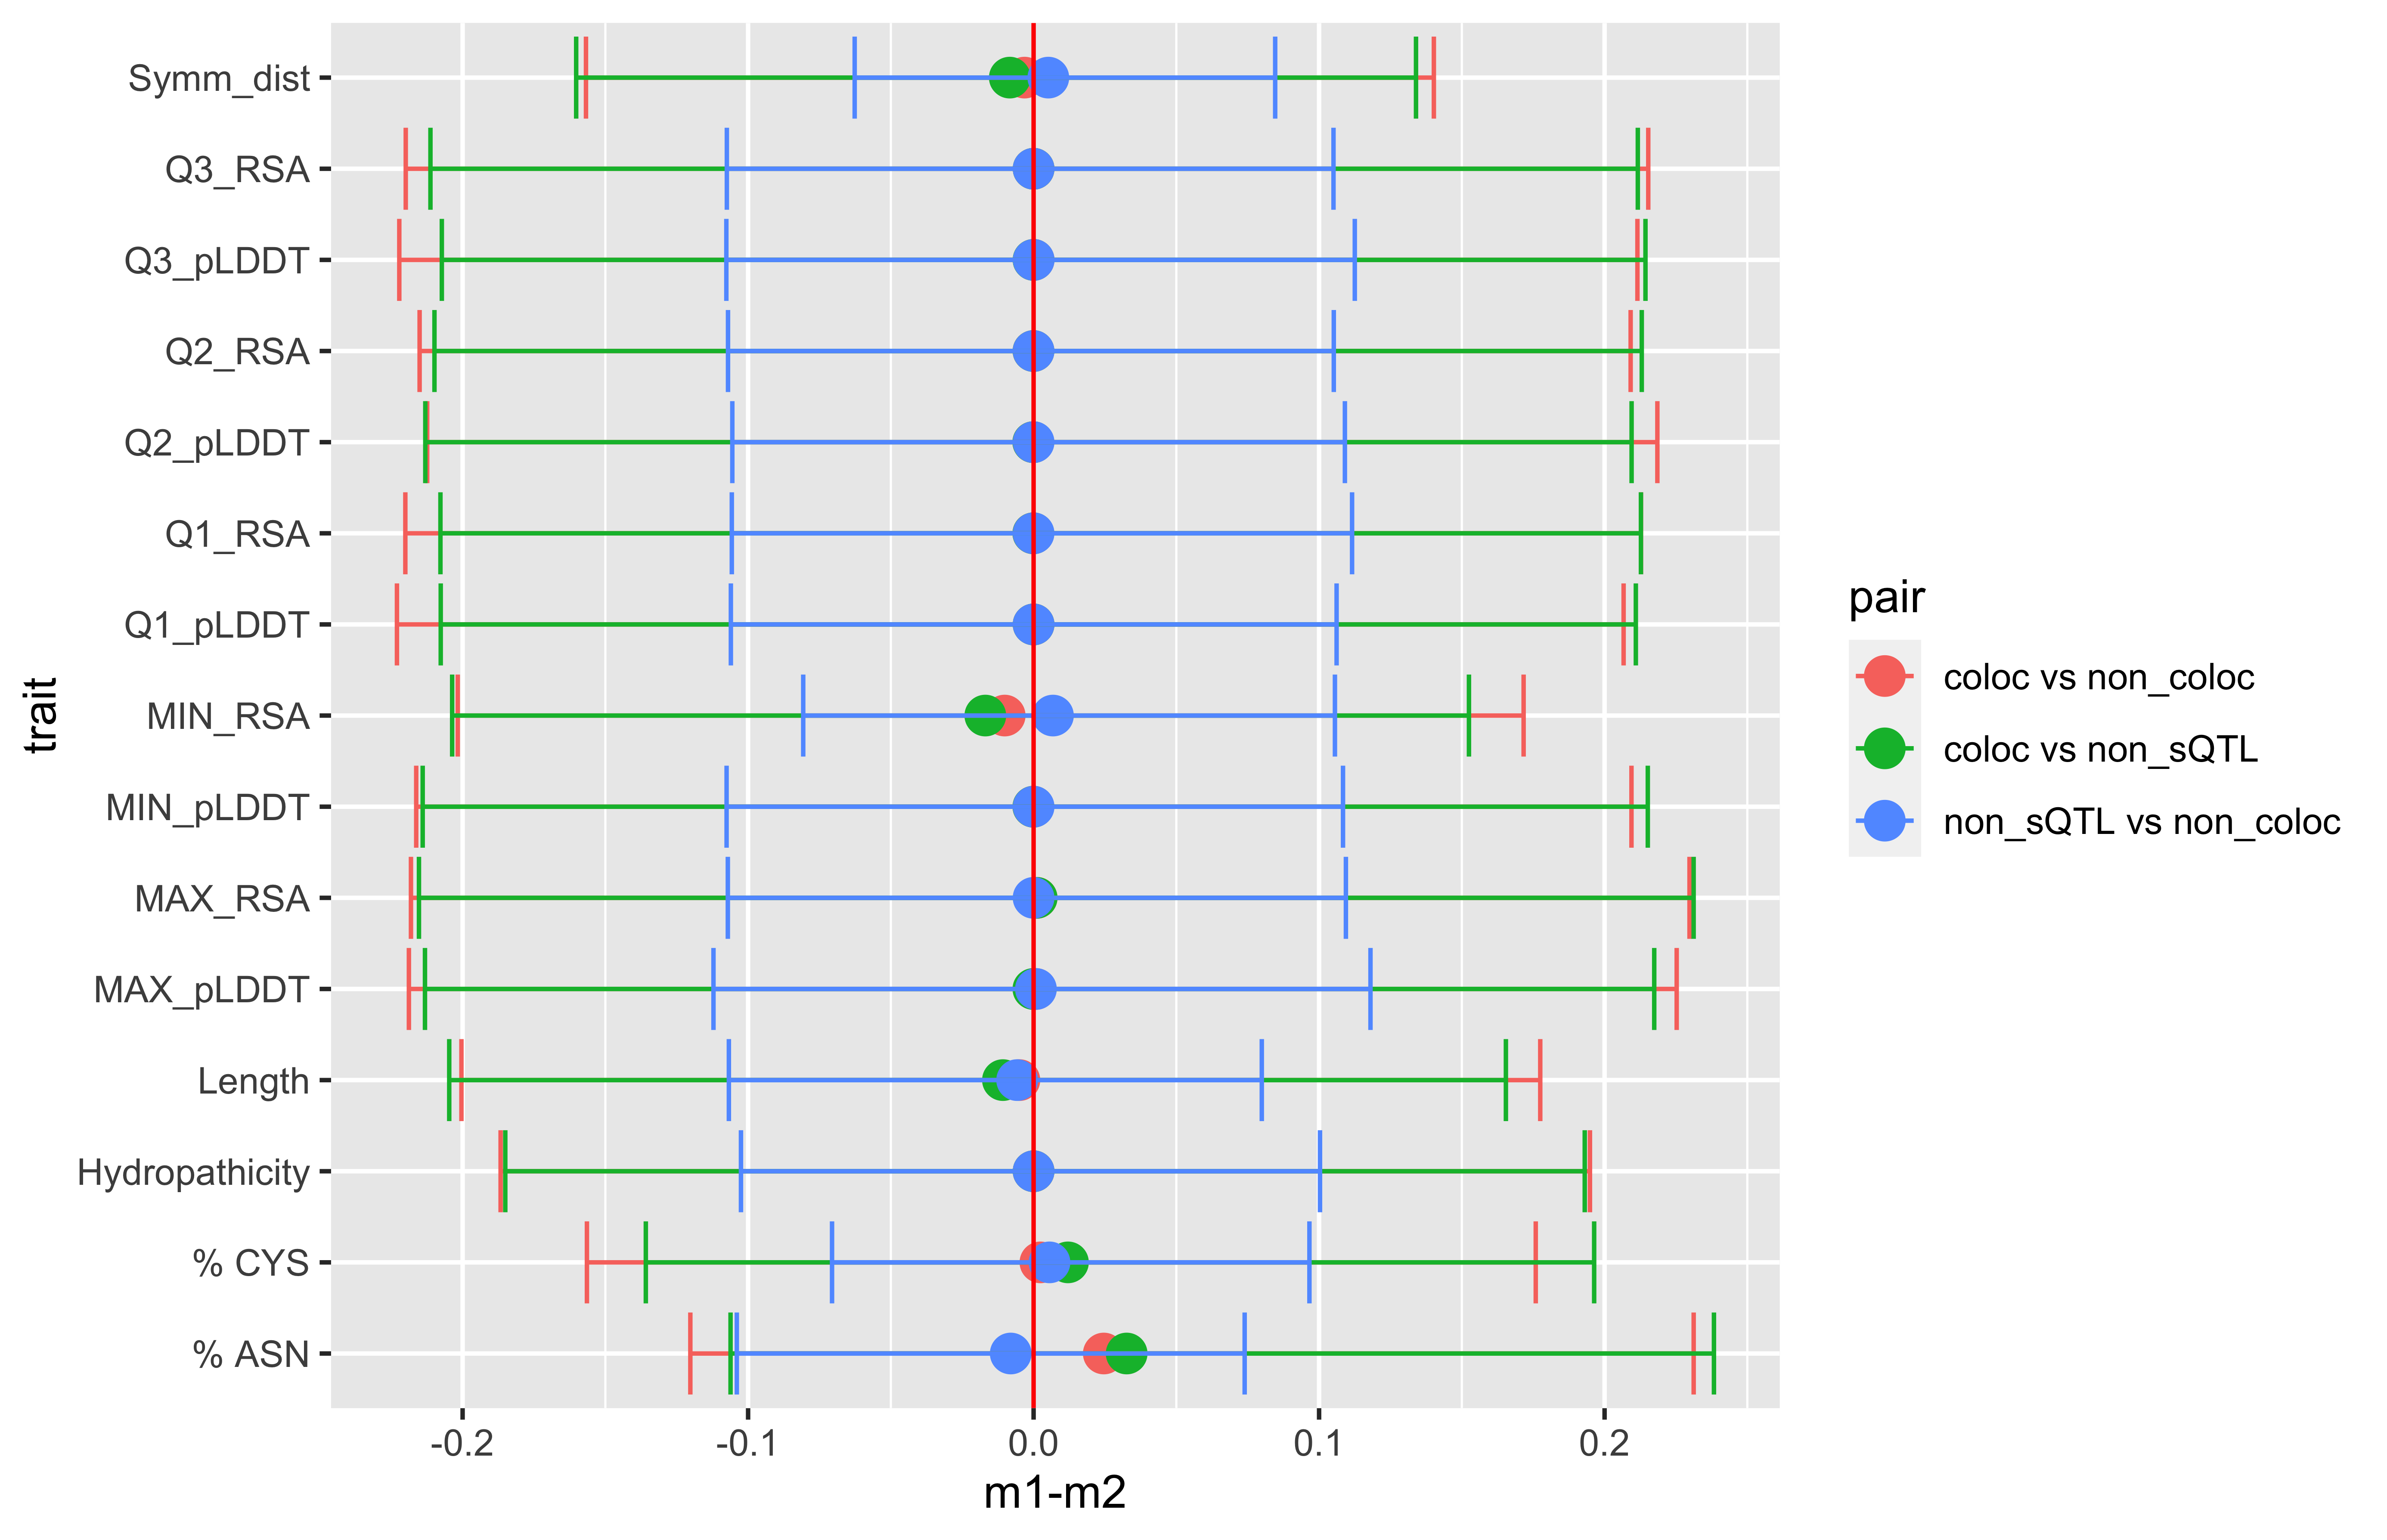 trait
Symm_dist
Q3_RSA
Q3_pLDDT
Q2_RSA
Q2_pLDDT
Q1_RSA
Q1_pLDDT
MIN_RSA
MIN_pLDDT
MAX_RSA
MAX_pLDDT
Length
Hydropathicity
% CYS
% ASN
-0.2 -0.1 0.0 0.1 0.2
m1-m2
pair
coloc vs non_coloc
coloc vs non_sQTL
non_sQTL vs non_coloc